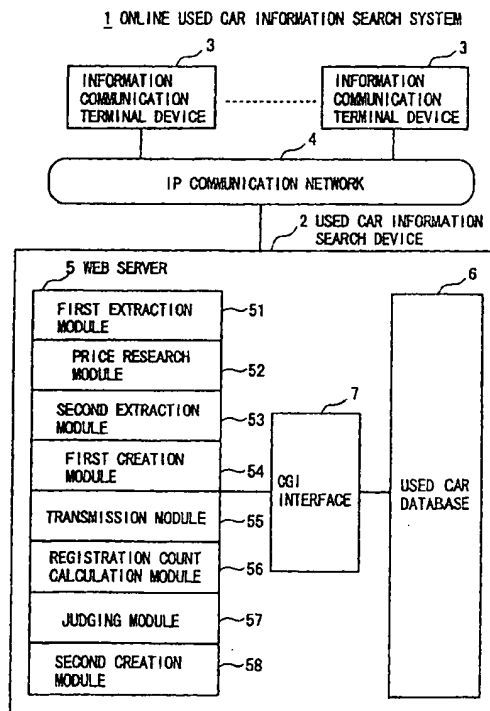 1 ONLINE USED CAR INFORMATION SEARCH SYSTEM
3
3
INFORMATION
COMMUNICATION
TERMINAL DEVICE
INFORMATION
COMMUNICATION
TERMINAL DEVICE
4
IP COMMUNICATION NETWORK
2 USED CAR INFORMATION
SEARCH DEVICE
5 WEB SERVER
6
FIRST EXTRACTION
MODULE
51
PRICE RESEARCH
MODULE
52
SECOND EXTRACTION
MODULE
53
FIRST CREATION
MODULE
54
TRANSMISSION MODULE
55
REGISTRATION COUNT
CALCULATION MODULE
56
JUDGING MODULE
57
SECOND CREATION
MODULE
58
7
CGI
INTERFACE
USED CAR
DATABASE